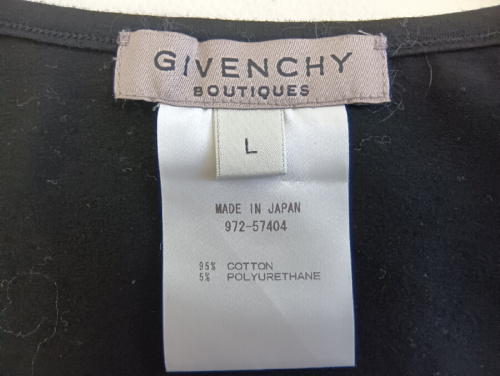 GIVENCHY
BOUTIQUES
L
MADE IN JAPAN
972-57404
95% COTTON
5% POLYURETHANE